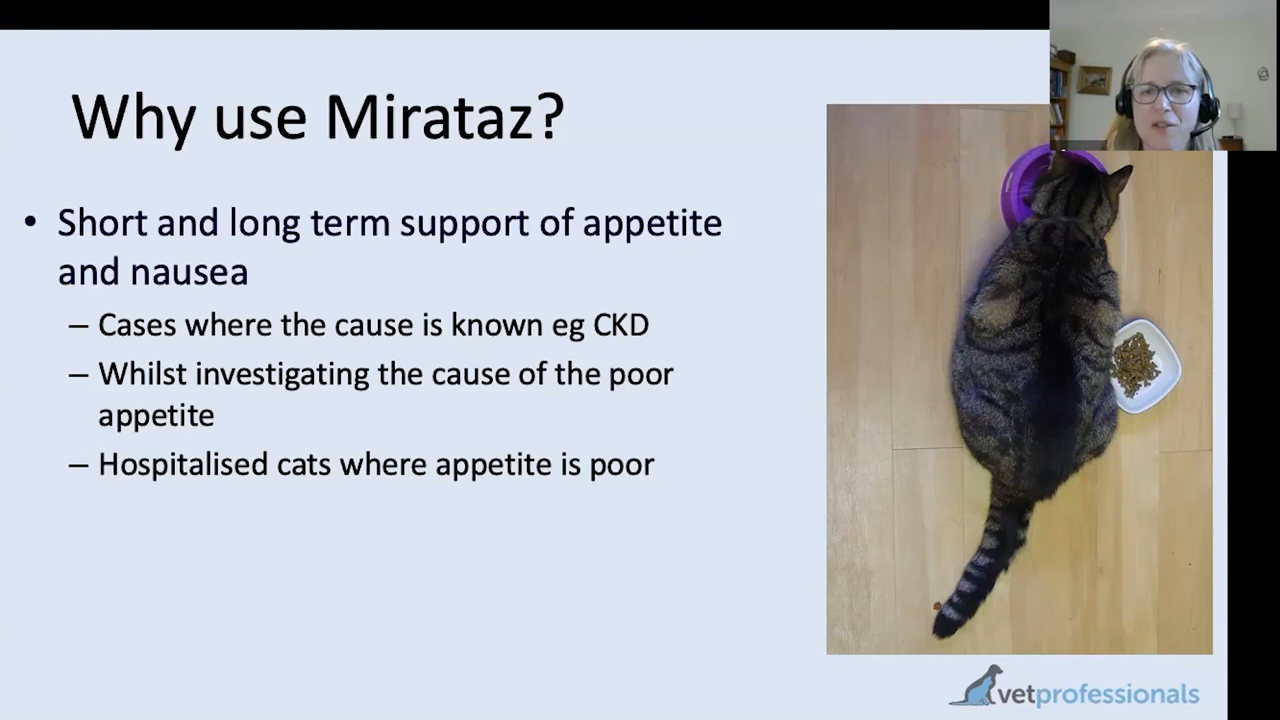 Why use Mirataz?
• Short and long term support of appetite
and nausea
– Cases where the cause is known eg CKD
– Whilst investigating the cause of the poor
appetite
– Hospitalised cats where appetite is poor
vetprofessionals